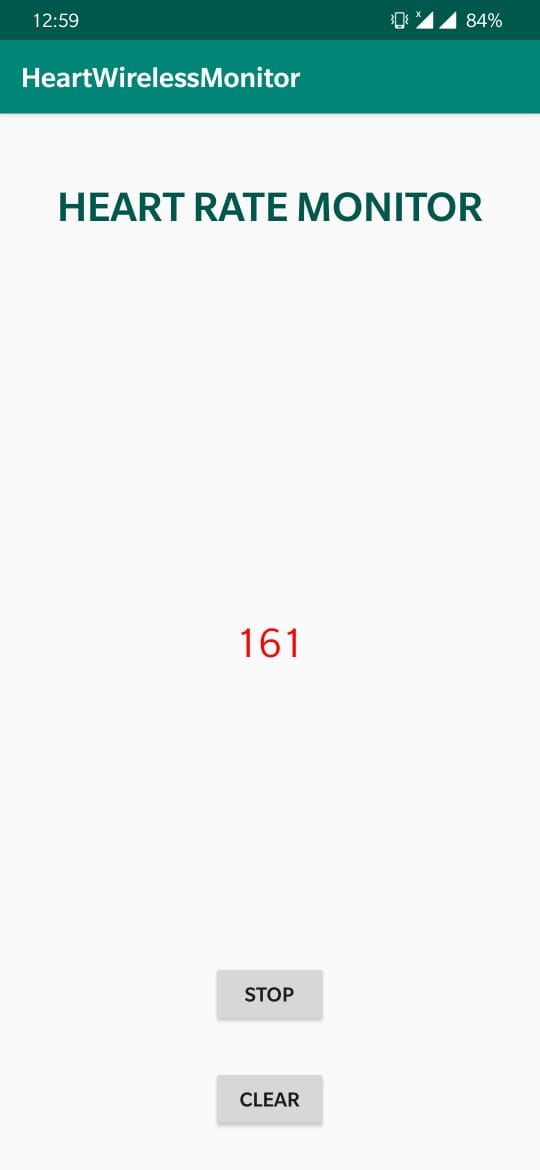 12:59 x 84%
HeartWirelessMonitor
HEART RATE MONITOR
161
STOP
CLEAR